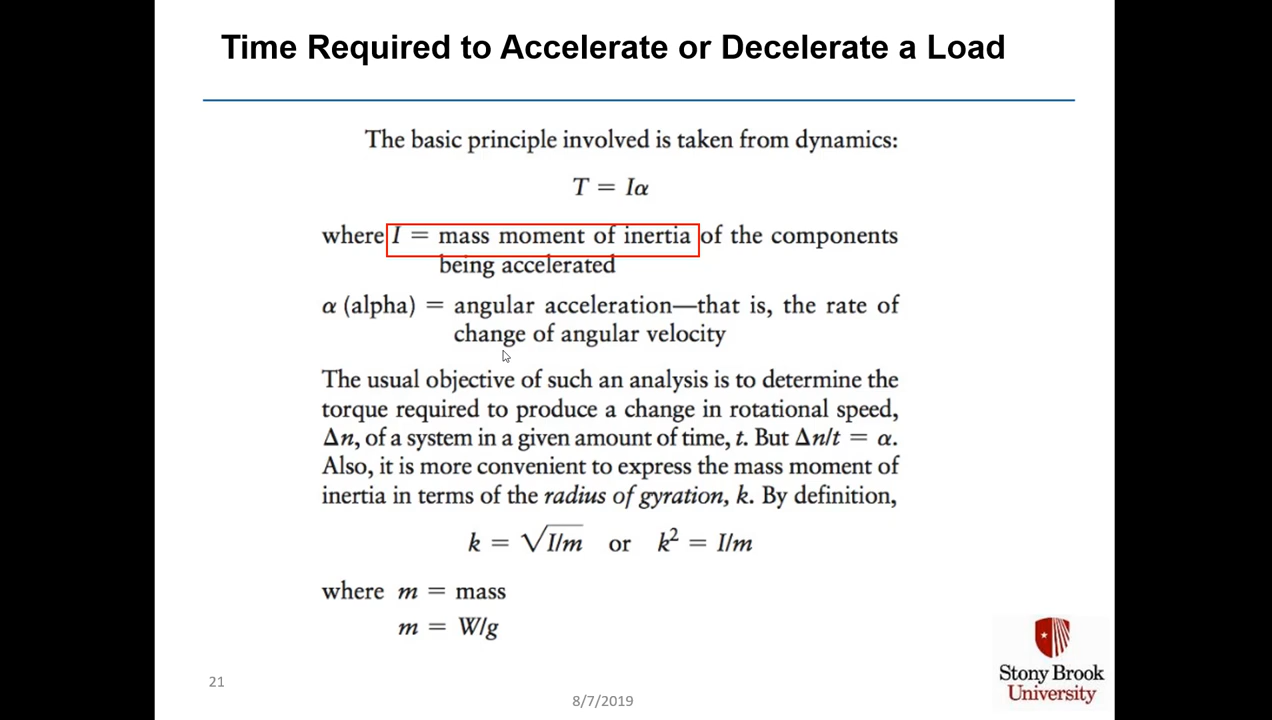 Time Required to Accelerate or Decelerate a Load
The basic principle involved is taken from dynamics:
T = Iα
where I = mass moment of inertia of the components
being accelerated
α (alpha) = angular acceleration—that is, the rate of
change of angular velocity
The usual objective of such an analysis is to determine the
torque required to produce a change in rotational speed,
Δn, of a system in a given amount of time, t. But Δn/t = α.
Also, it is more convenient to express the mass moment of
inertia in terms of the radius of gyration, k. By definition,
k = √I/m or k² = I/m
where m = mass
m = W/g
21
8/7/2019
Stony Brook
University